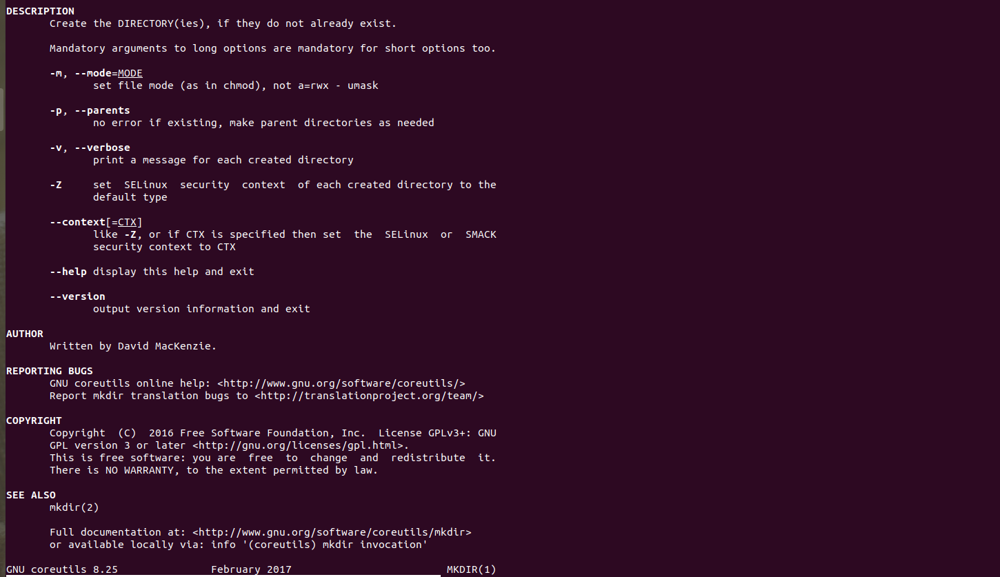 DESCRIPTION
Create the DIRECTORY(ies), if they do not already exist.
Mandatory arguments to long options are mandatory for short options too.
-m, --mode=MODE
set file mode (as in chmod), not a=rwx - umask
-p, --parents
no error if existing, make parent directories as needed
-v, --verbose
print a message for each created directory
-Z     set  SELinux  security  context  of each created directory to the
default type
--context[=CTX]
like -Z, or if CTX is specified then set  the  SELinux  or  SMACK
security context to CTX
--help display this help and exit
--version
output version information and exit
AUTHOR
Written by David MacKenzie.
REPORTING BUGS
GNU coreutils online help: <http://www.gnu.org/software/coreutils/>
Report mkdir translation bugs to <http://translationproject.org/team/>
COPYRIGHT
Copyright  (C)  2016 Free Software Foundation, Inc.  License GPLv3+: GNU
GPL version 3 or later <http://gnu.org/licenses/gpl.html>.
This is free software: you are  free  to  change  and  redistribute  it.
There is NO WARRANTY, to the extent permitted by law.
SEE ALSO
mkdir(2)
Full documentation at: <http://www.gnu.org/software/coreutils/mkdir>
or available locally via: info '(coreutils) mkdir invocation'
GNU coreutils 8.25               February 2017                         MKDIR(1)